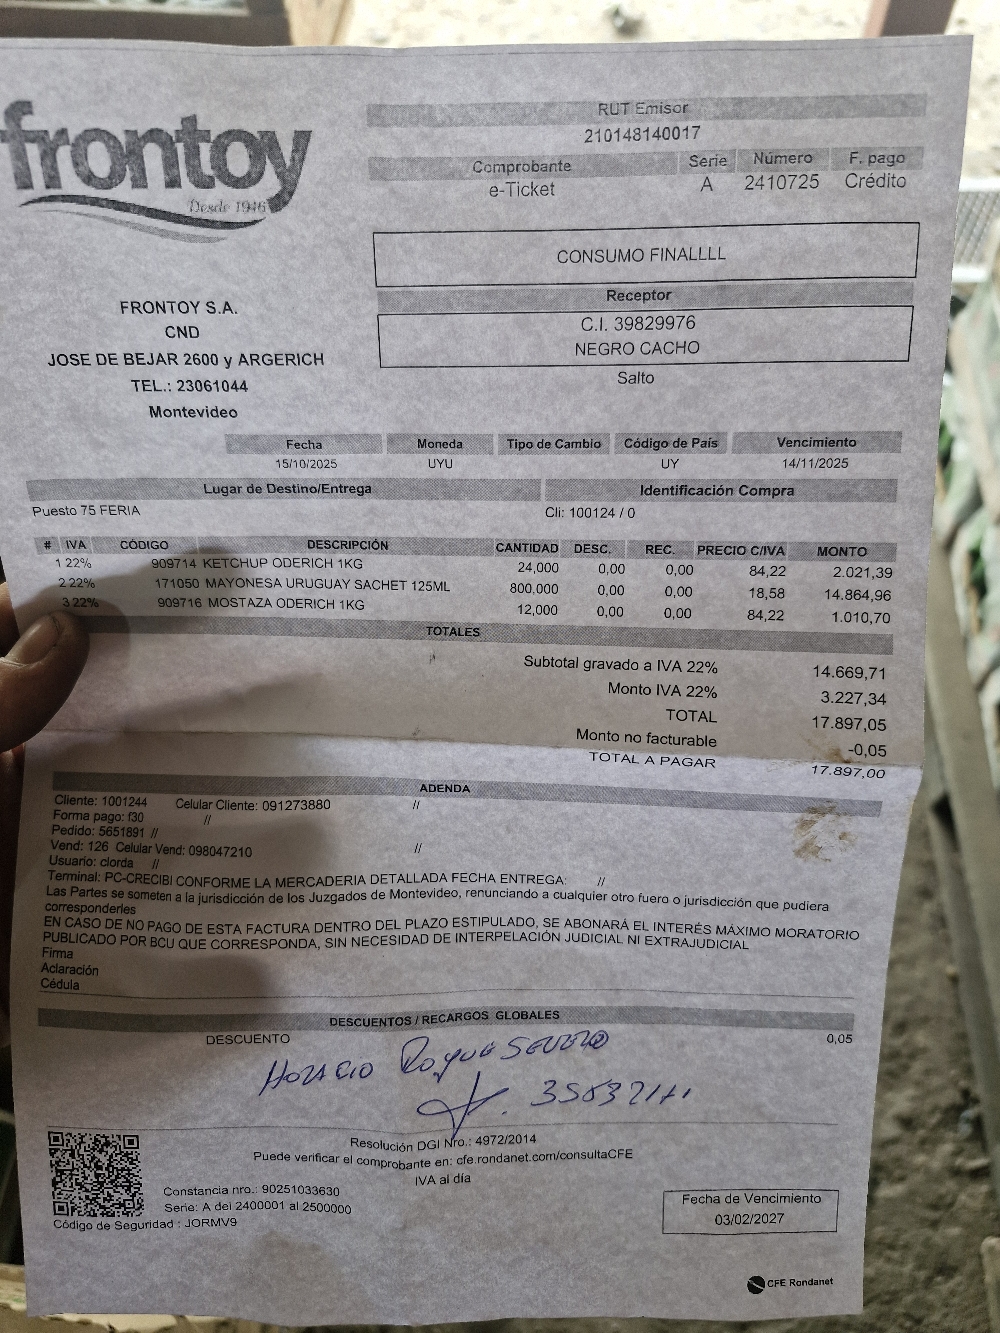 frontoy
Desde 1946
RUT Emisor
210148140017
Comprobante Serie Número F. pago
e-Ticket A 2410725 Crédito
CONSUMO FINALLLL
Receptor
C.I. 39829976
NEGRO CACHO
Salto
FRONTOY S.A.
CND
JOSE DE BEJAR 2600 y ARGERICH
TEL.: 23061044
Montevideo
Fecha Moneda Tipo de Cambio Código de País Vencimiento
15/10/2025 UYU UY 14/11/2025
Lugar de Destino/Entrega Identificación Compra
Puesto 75 FERIA Cli: 100124 / 0
# IVA CÓDIGO DESCRIPCIÓN CANTIDAD DESC. REC. PRECIO C/IVA MONTO
1 22% 909714 KETCHUP ODERICH 1KG 24,000 0,00 0,00 84,22 2.021,39
2 22% 171050 MAYONESA URUGUAY SACHET 125ML 800,000 0,00 0,00 18,58 14.864,96
3 22% 909716 MOSTAZA ODERICH 1KG 12,000 0,00 0,00 84,22 1.010,70
TOTALES
Subtotal gravado a IVA 22% 14.669,71
Monto IVA 22% 3.227,34
TOTAL 17.897,05
Monto no facturable -0,05
TOTAL A PAGAR 17.897,00
ADENDA
Cliente: 1001244 Celular Cliente: 091273880 //
Forma pago: f30 //
Pedido: 5651891 //
Vend: 126 Celular Vend: 098047210 //
Usuario: clorda //
Terminal: PC-CRECIBI CONFORME LA MERCADERIA DETALLADA FECHA ENTREGA: //
Las Partes se someten a la jurisdicción de los Juzgados de Montevideo, renunciando a cualquier otro fuero o jurisdicción que pudiera
corresponderles
EN CASO DE NO PAGO DE ESTA FACTURA DENTRO DEL PLAZO ESTIPULADO, SE ABONARÁ EL INTERÉS MÁXIMO MORATORIO
PUBLICADO POR BCU QUE CORRESPONDA, SIN NECESIDAD DE INTERPELACIÓN JUDICIAL NI EXTRAJUDICIAL
Firma
Aclaración
Cédula
DESCUENTOS / RECARGOS GLOBALES
DESCUENTO 0,05
HORACIO Roque SEVERO
Resolución DGI Nro.: 4972/2014
Puede verificar el comprobante en: cfe.rondanet.com/consultaCFE
IVA al día
Constancia nro.: 90251033630
Serie: A del 2400001 al 2500000
Código de Seguridad : JORMV9
Fecha de Vencimiento
03/02/2027
CFE Rondanet